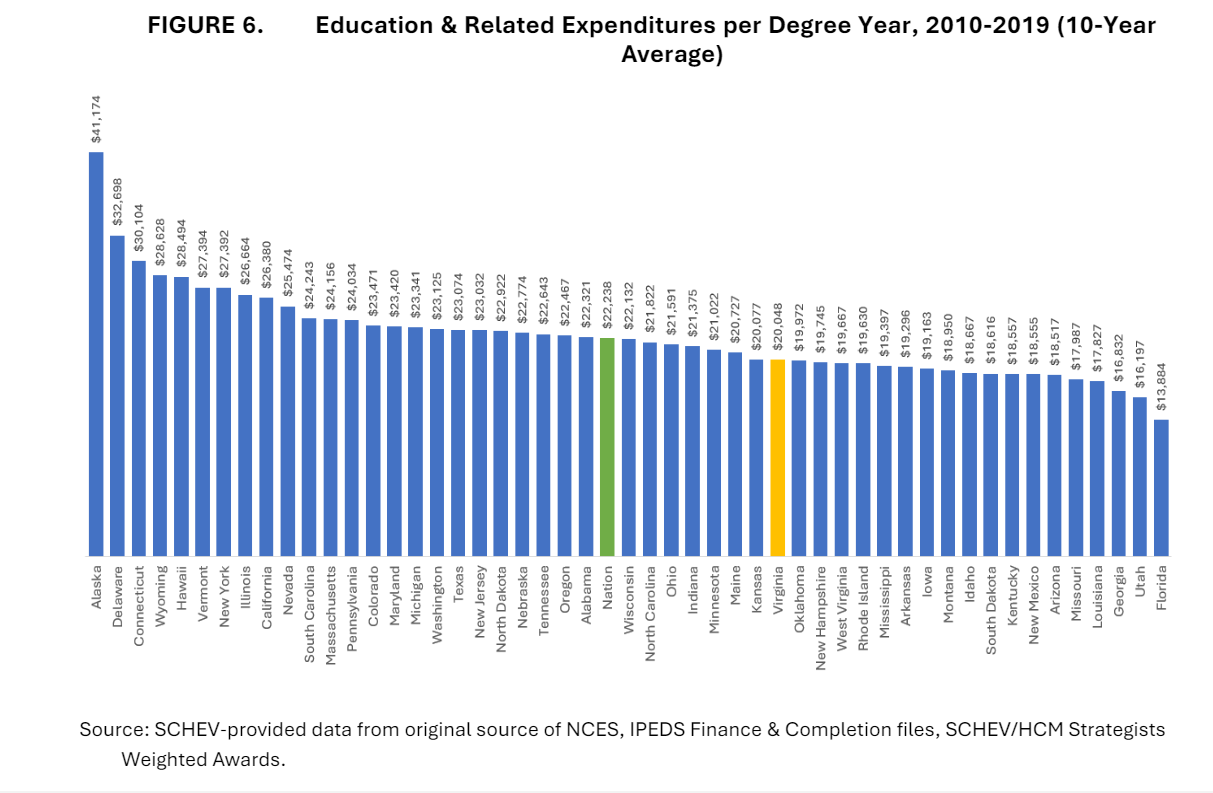 FIGURE 6. Education & Related Expenditures per Degree Year, 2010-2019 (10-Year
Average)
$41,174
$32,698
$30,104
$28,628
$28,494
$27,394
$27,392
$26,664
$26,380
$25,474
$24,243
$24,156
$24,034
$23,471
$23,420
$23,341
$23,125
$23,074
$23,032
$22,922
$22,774
$22,643
$22,467
$22,321
$22,238
$22,132
$21,822
$21,591
$21,375
$21,022
$20,727
$20,077
$20,048
$19,972
$19,745
$19,667
$19,630
$19,397
$19,296
$19,163
$18,950
$18,667
$18,616
$18,557
$18,555
$18,517
$17,987
$17,827
$16,832
$16,197
$13,884
Alaska
Delaware
Connecticut
Wyoming
Hawaii
Vermont
New York
Illinois
California
Nevada
South Carolina
Massachusetts
Pennsylvania
Colorado
Maryland
Michigan
Washington
Texas
New Jersey
North Dakota
Nebraska
Tennessee
Oregon
Alabama
Nation
Wisconsin
North Carolina
Ohio
Indiana
Minnesota
Maine
Kansas
Virginia
Oklahoma
New Hampshire
West Virginia
Rhode Island
Mississippi
Arkansas
Iowa
Montana
Idaho
South Dakota
Kentucky
New Mexico
Arizona
Missouri
Louisiana
Georgia
Utah
Florida
Source: SCHEV-provided data from original source of NCES, IPEDS Finance & Completion files, SCHEV/HCM Strategists
Weighted Awards.